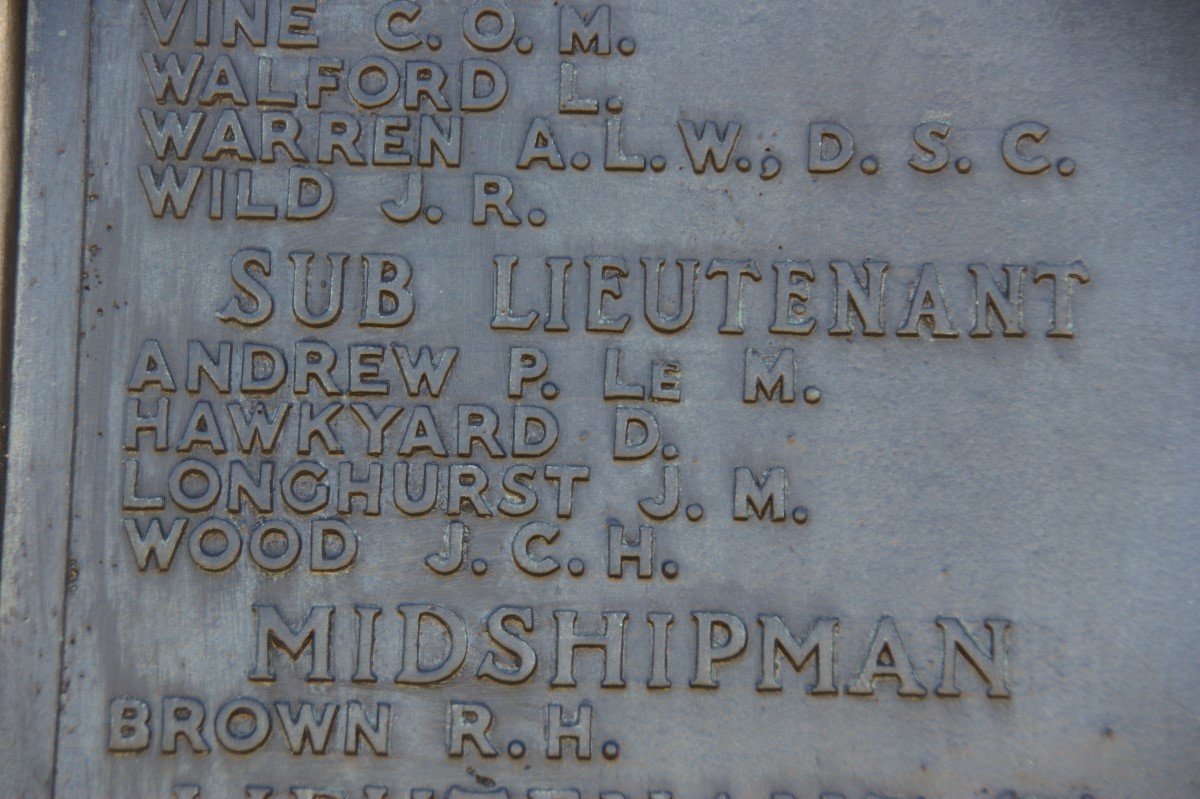 VINE C.O.M.
WALFORD L.
WARREN A.L.W., D.S.C.
WILD J.R.
SUB LIEUTENANT
ANDREW P. LE M.
HAWKYARD D.
LONGHURST J.M.
WOOD J.C.H.
MIDSHIPMAN
BROWN R.H.